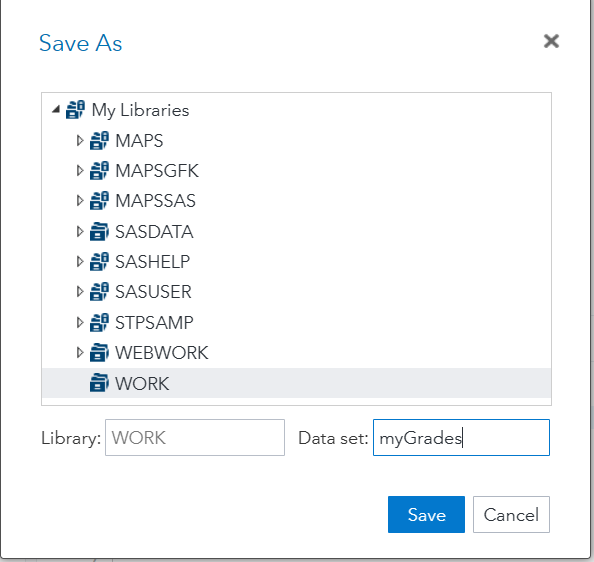 Save As
My Libraries
MAPS
MAPSGFK
MAPSSAS
SASDATA
SASHELP
SASUSER
STPSAMP
WEBWORK
WORK
Library: WORK Data set: myGrades
Save Cancel